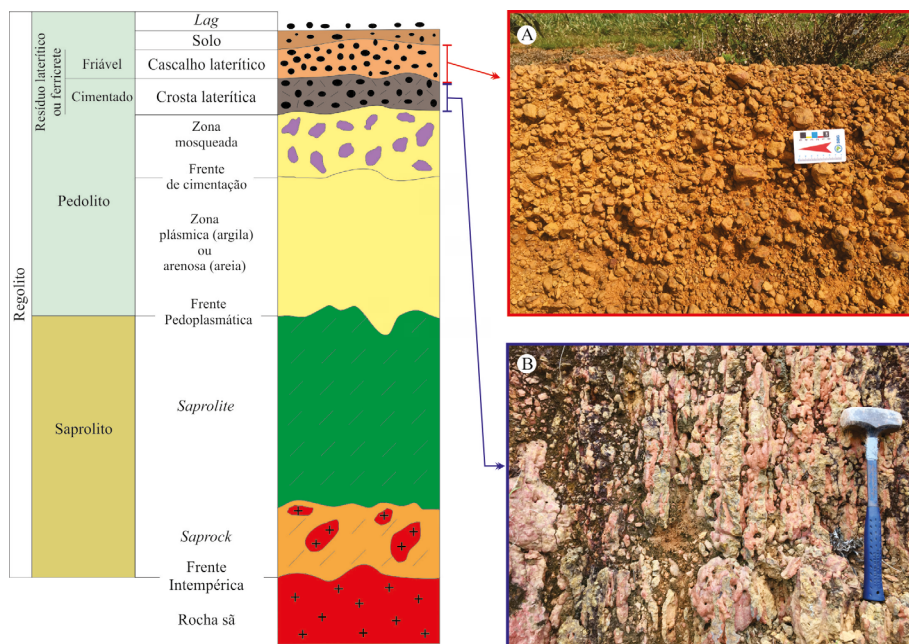 Regolito
Resíduo laterítico
ou ferricrete
Friável
Cimentado
Pedolito
Saprolito
Lag
Solo
Cascalho laterítico
Crosta laterítica
Zona
mosqueada
Frente
de cimentação
Zona
plásmica (argila)
ou
arenosa (areia)
Frente
Pedoplasmática
Saprolite
Saprock
Frente
Intempérica
Rocha sã
A
B